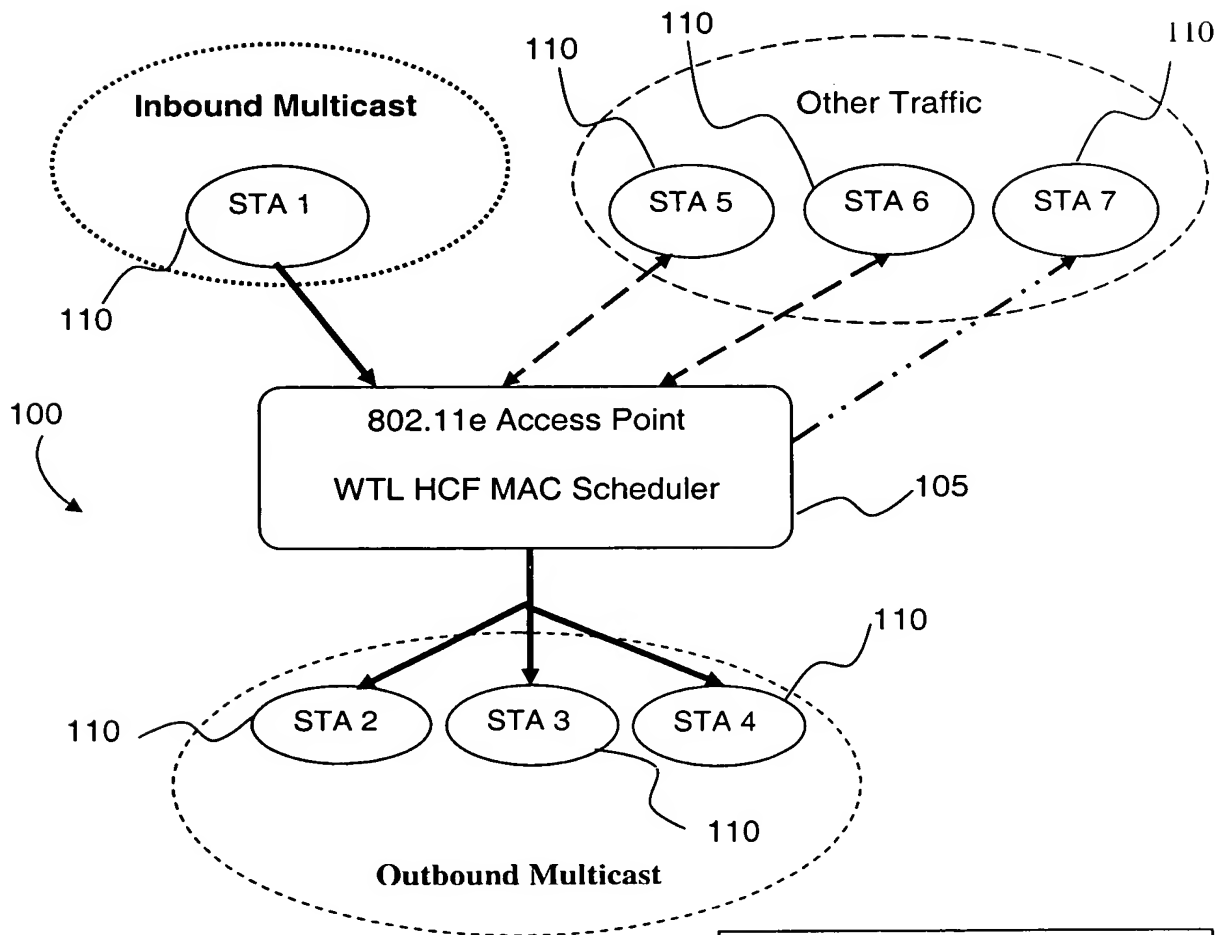 110
110
110
Inbound Multicast
Other Traffic
110
110
STA 1
STA 5
STA 6
STA 7
110
802.11e Access Point
100
WTL HCF MAC Scheduler
105
110
110
STA 2
STA 3
STA 4
110
Outbound Multicast